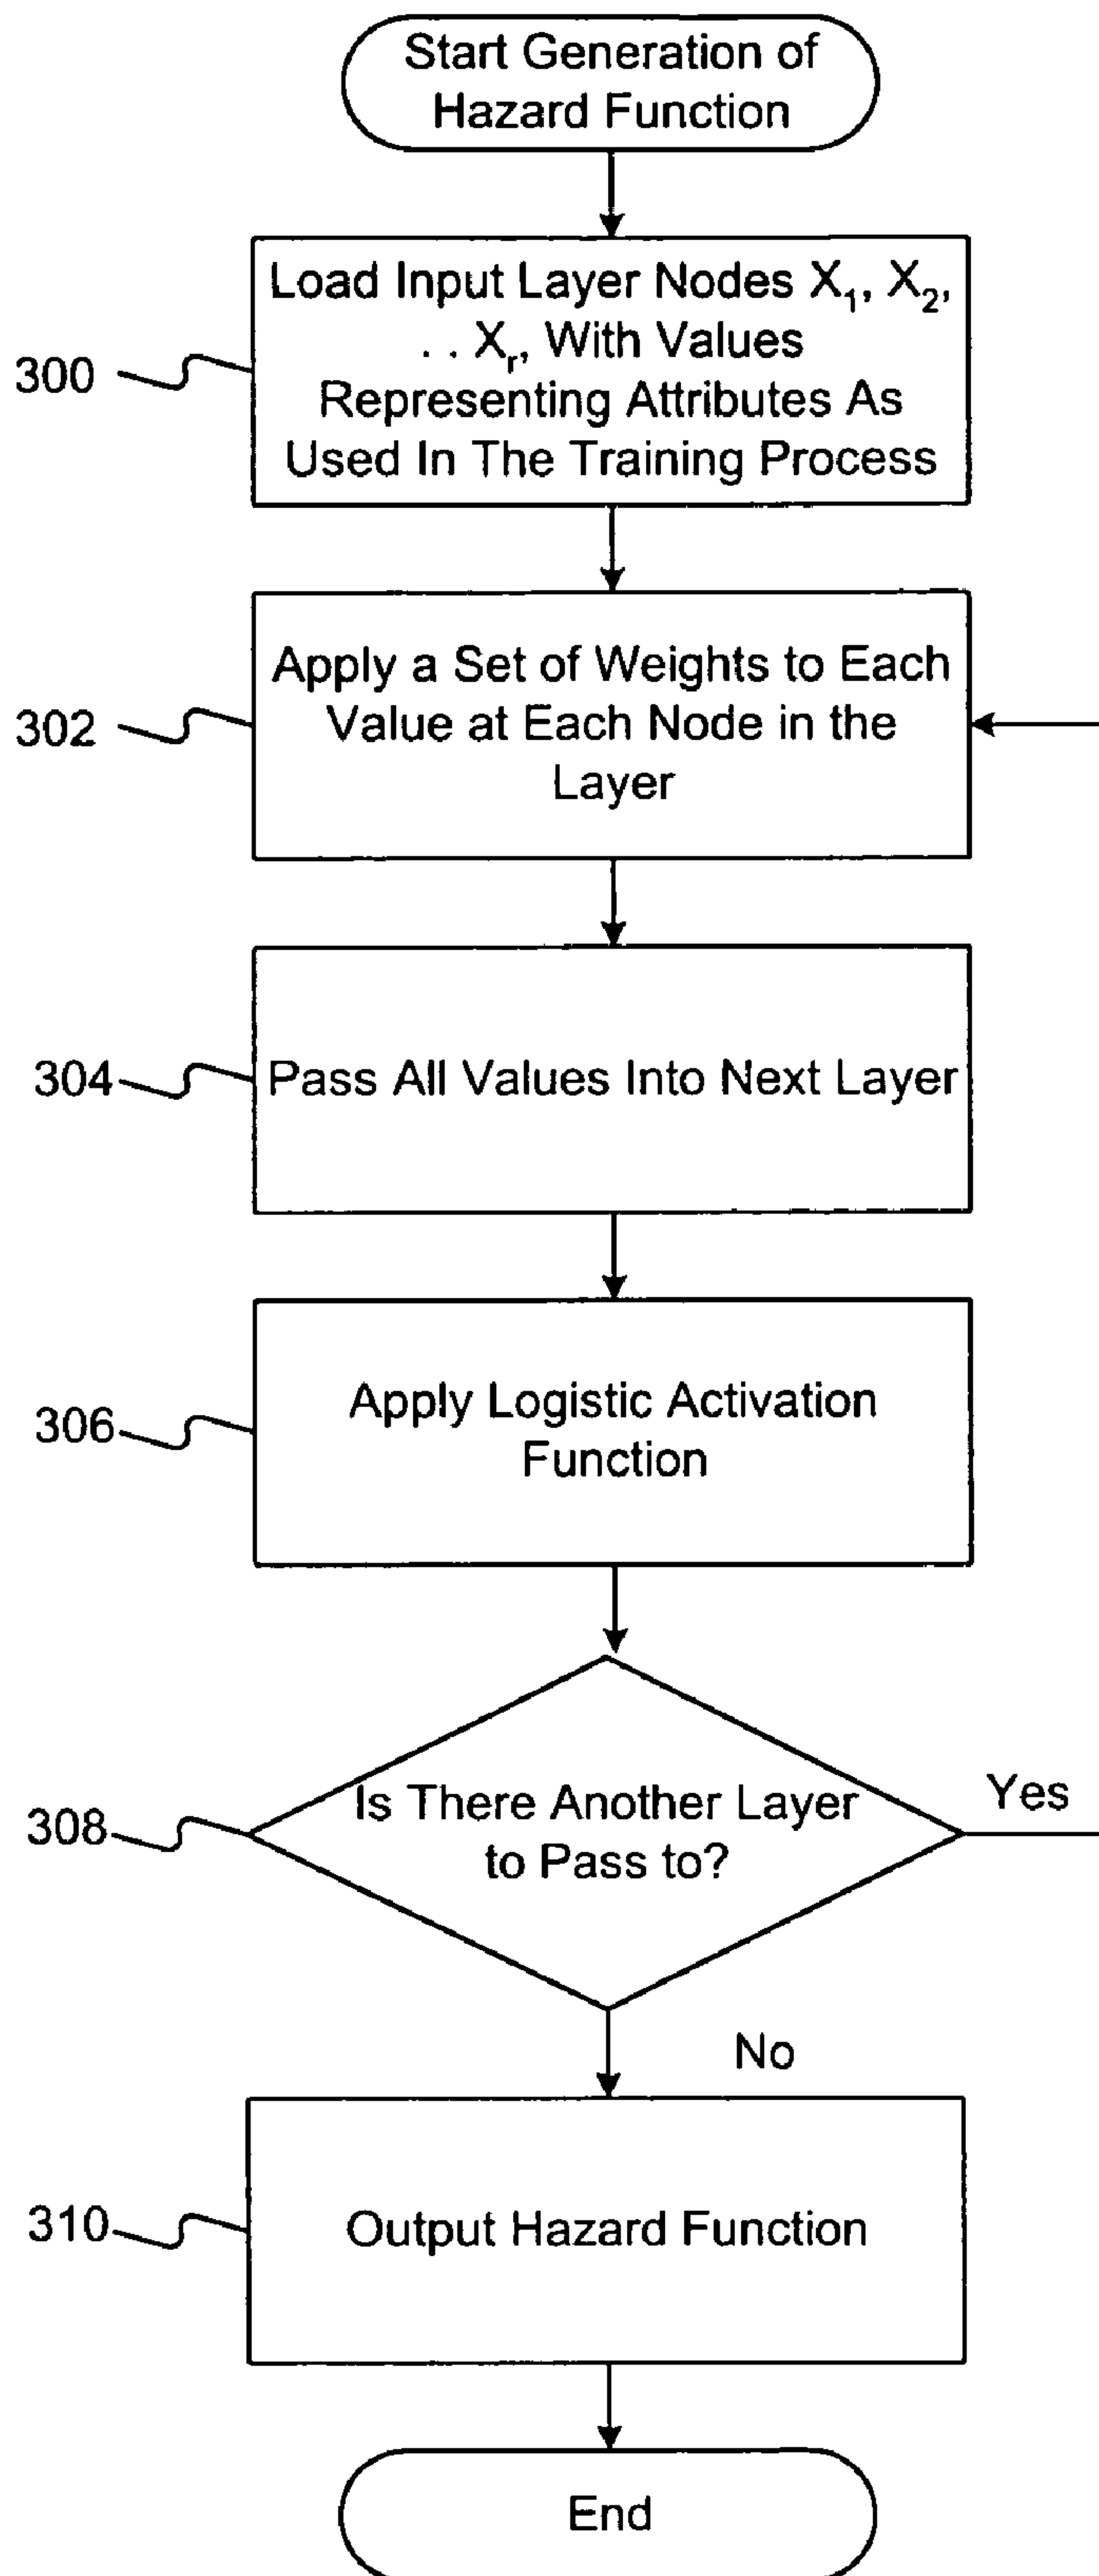 Start Generation of
Hazard Function
Load Input Layer Nodes X₁, X₂,
. . Xᵣ, With Values
Representing Attributes As
Used In The Training Process
300
Apply a Set of Weights to Each
Value at Each Node in the
Layer
302
Pass All Values Into Next Layer
304
Apply Logistic Activation
Function
306
Is There Another Layer
to Pass to?
308
Yes
No
Output Hazard Function
310
End